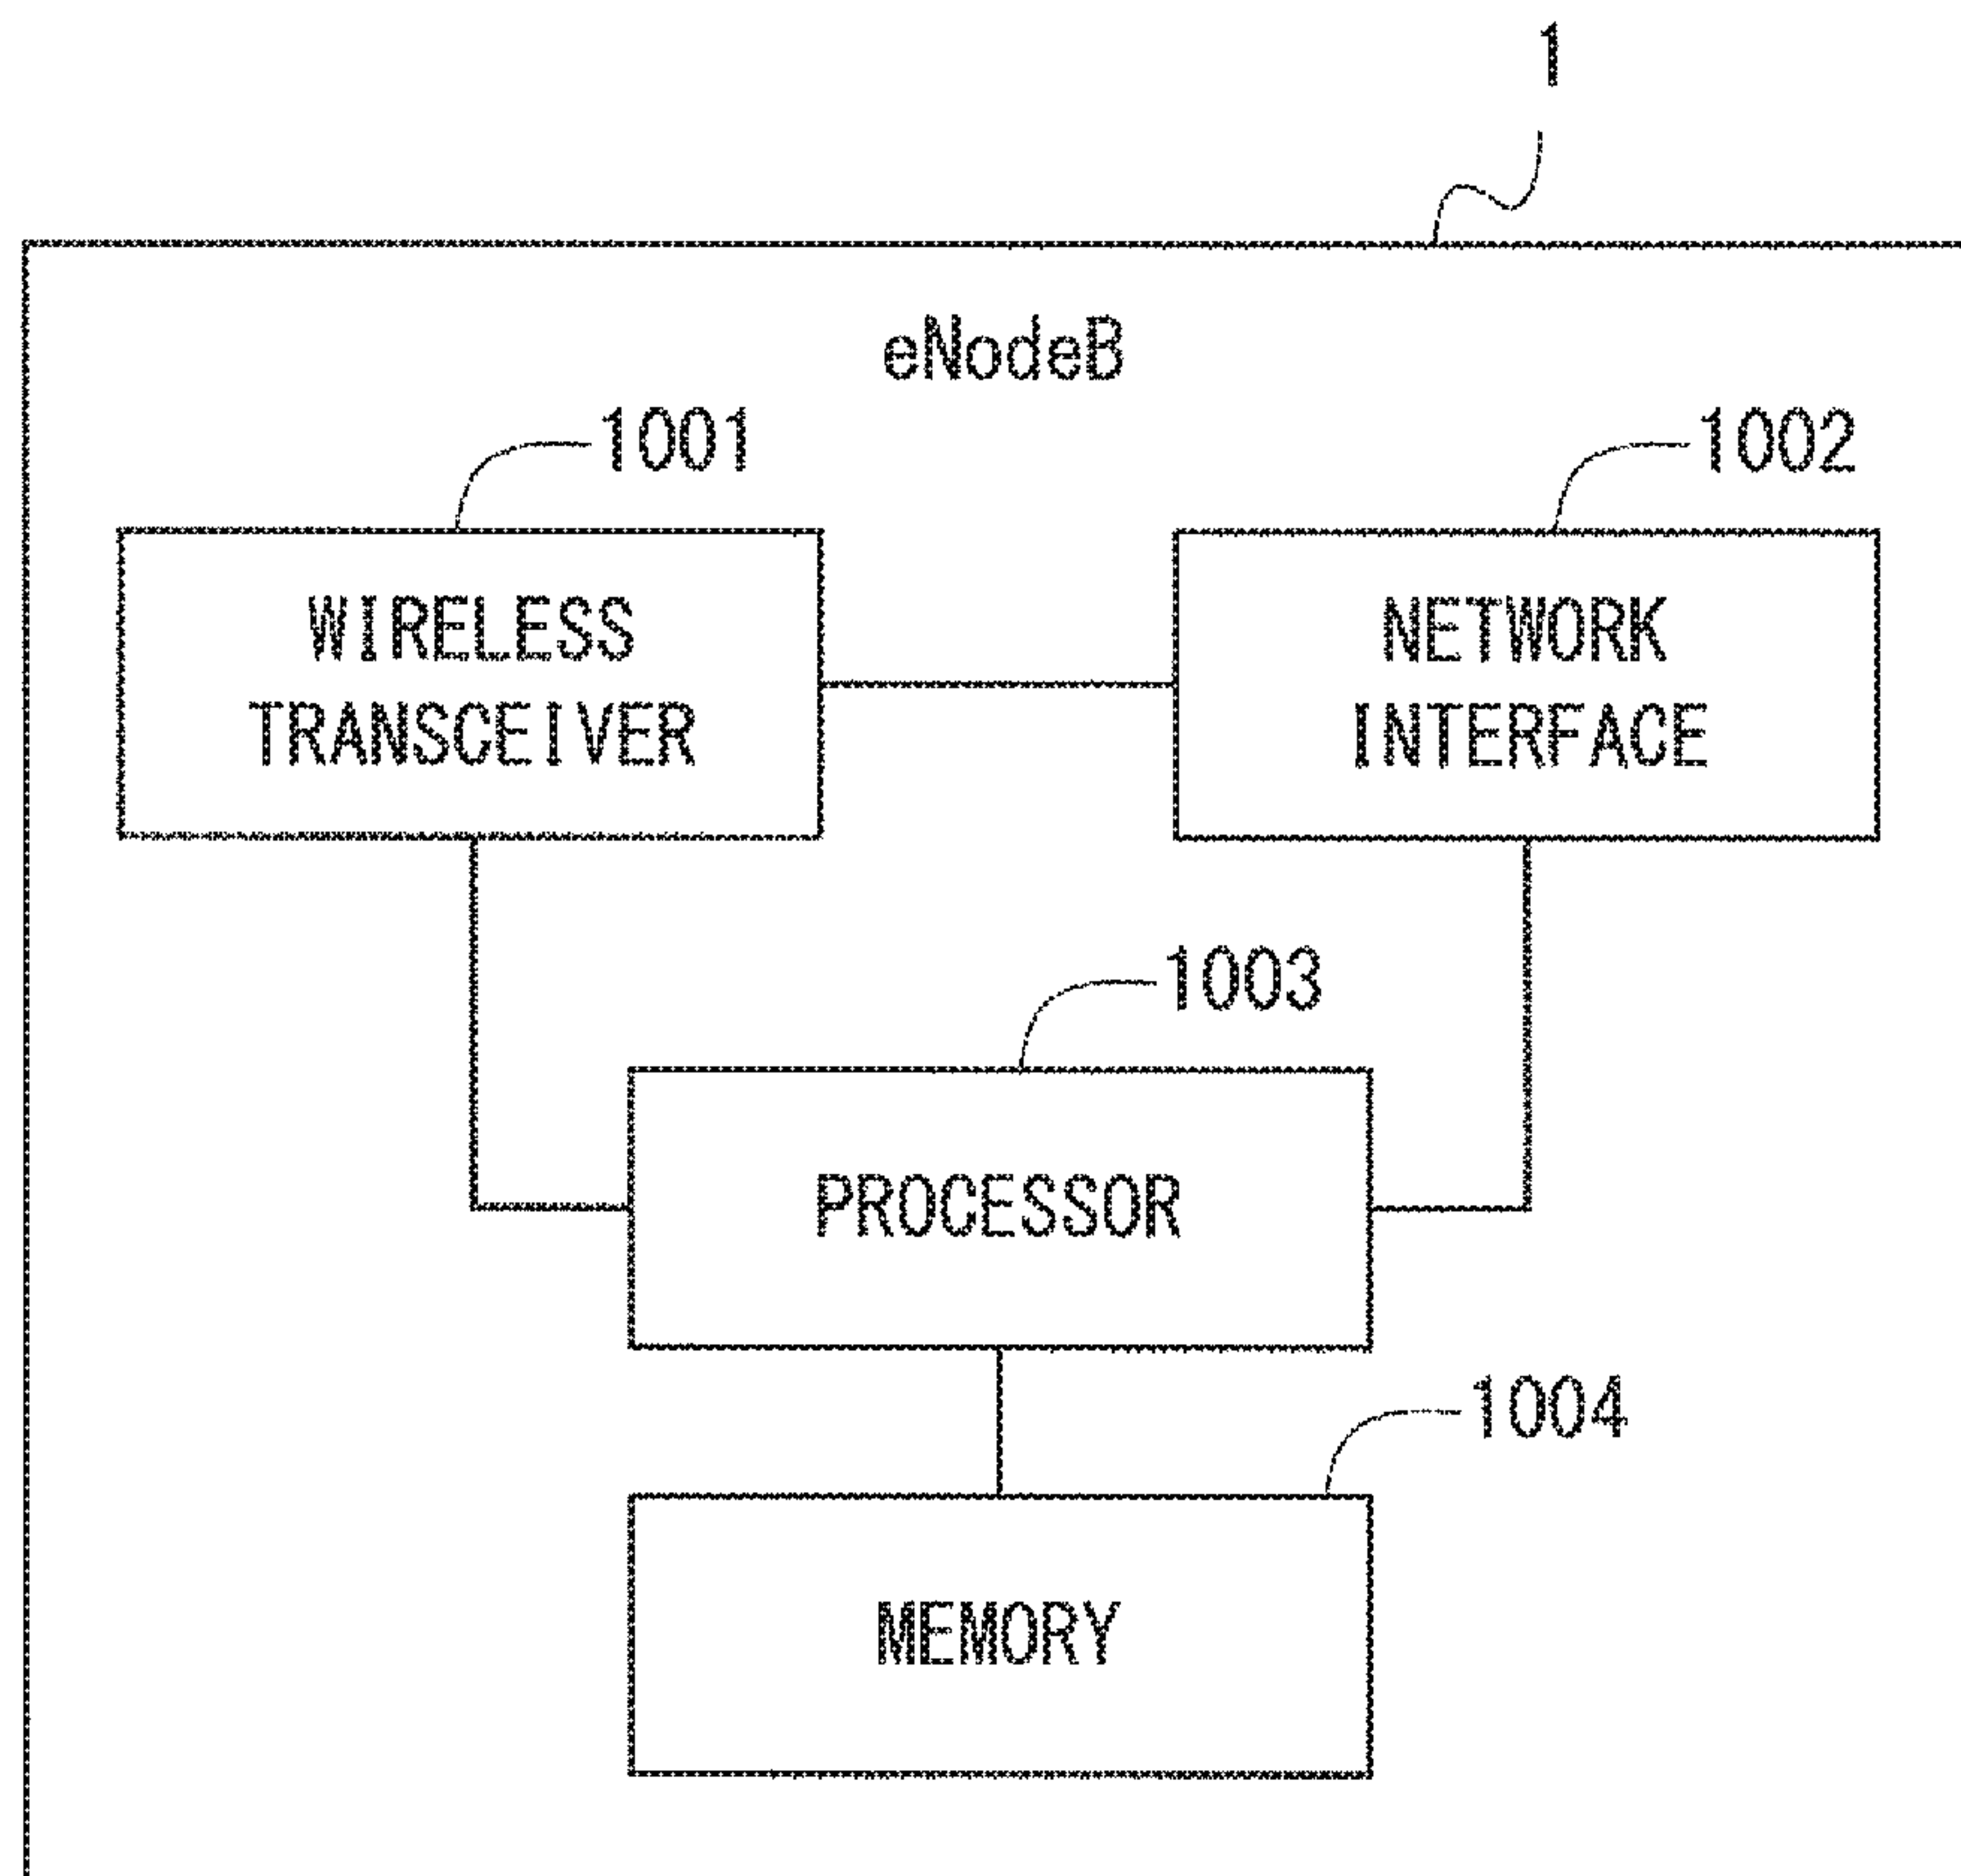 1
eNodeB
1001
1002
WIRELESS
TRANSCEIVER
NETWORK
INTERFACE
1003
PROCESSOR
1004
MEMORY